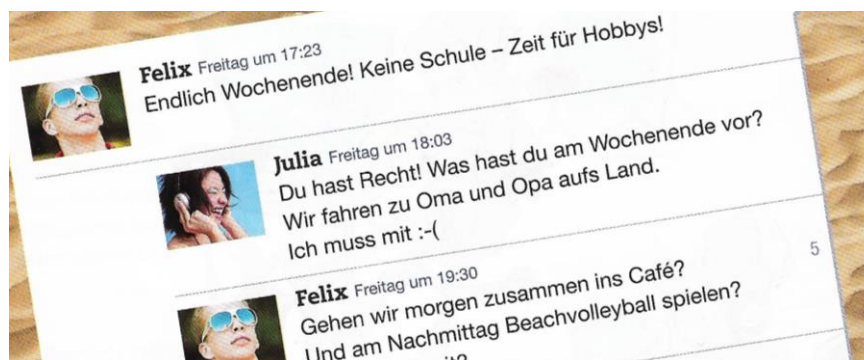 Felix Freitag um 17:23
Endlich Wochenende! Keine Schule – Zeit für Hobbys!
Julia Freitag um 18:03
Du hast Recht! Was hast du am Wochenende vor?
Wir fahren zu Oma und Opa aufs Land.
Ich muss mit :-(
5
Felix Freitag um 19:30
Gehen wir morgen zusammen ins Café?
Und am Nachmittag Beachvolleyball spielen?